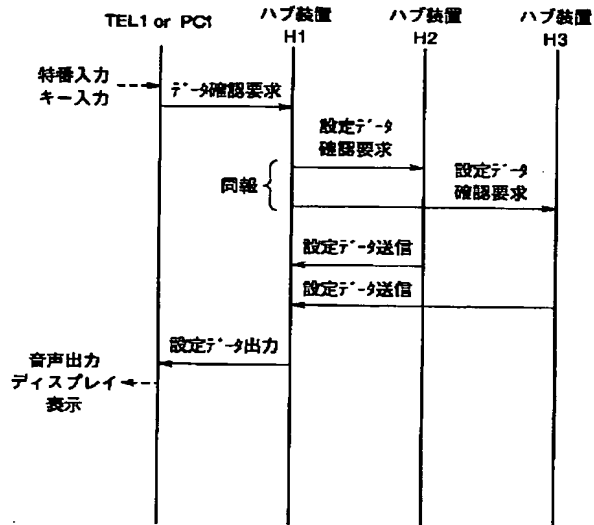 TEL1 or PC1
ハブ装置
H1
ハブ装置
H2
ハブ装置
H3
特番入力
キー入力
データ確認要求
設定データ
確認要求
設定データ
確認要求
同報
設定データ送信
設定データ送信
設定データ出力
音声出力
ディスプレイ
表示